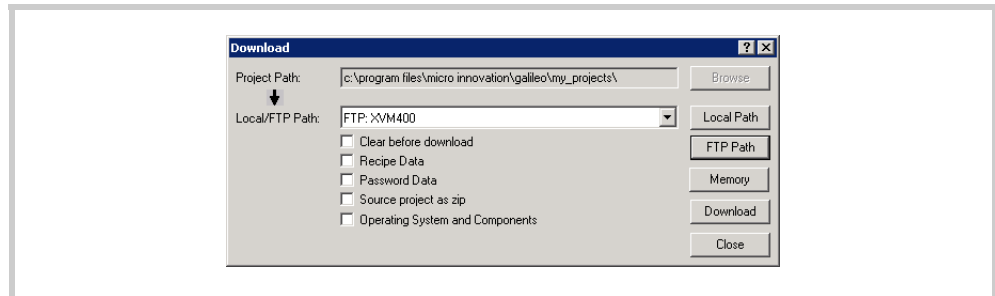 Download
Project Path: c:\program files\micro innovation\galileo\my_projects\ Browse
Local/FTP Path: FTP: XVM400 Local Path
Clear before download
FTP Path
Recipe Data
Password Data
Memory
Source project as zip
Operating System and Components
Download
Close